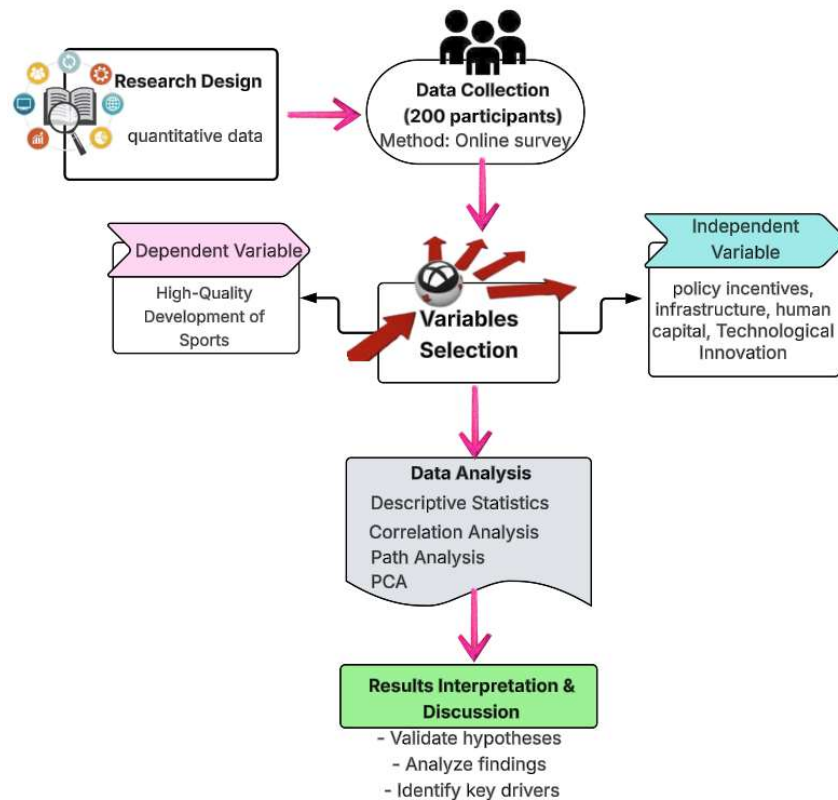 Research Design
quantitative data
Data Collection
(200 participants)
Method: Online survey
Dependent Variable
High-Quality
Development of
Sports
Variables
Selection
Independent
Variable
policy incentives,
infrastructure, human
capital, Technological
Innovation
Data Analysis
Descriptive Statistics
Correlation Analysis
Path Analysis
PCA
Results Interpretation &
Discussion
- Validate hypotheses
- Analyze findings
- Identify key drivers